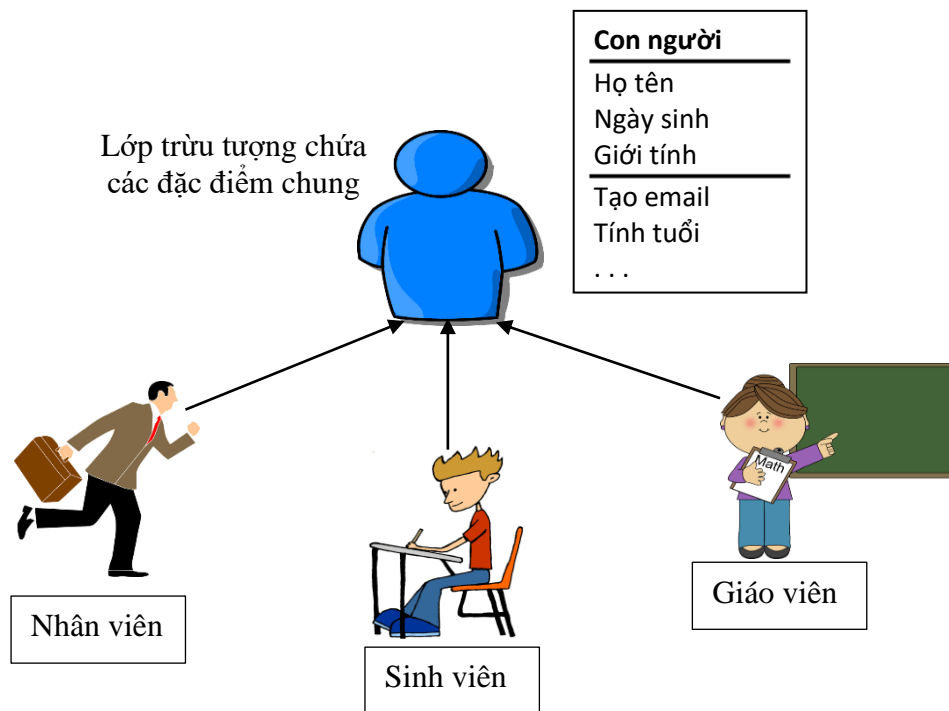 Con người
Họ tên
Ngày sinh
Giới tính
Tạo email
Tính tuổi
. . .
Lớp trừu tượng chứa
các đặc điểm chung
Math
Nhân viên
Sinh viên
Giáo viên